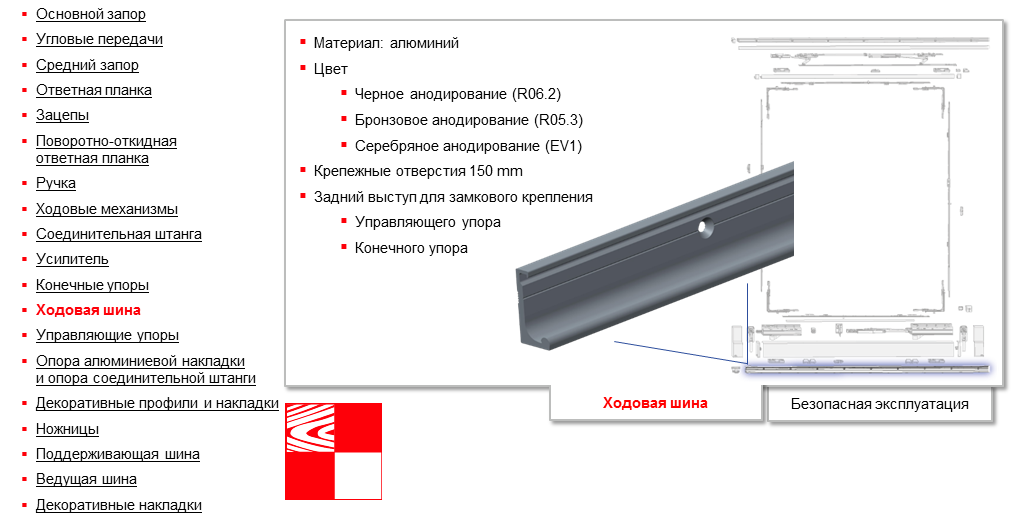 Основной запор
Угловые передачи
Средний запор
Ответная планка
Зацепы
Поворотно-откидная
ответная планка
Ручка
Ходовые механизмы
Соединительная штанга
Усилитель
Конечные упоры
Ходовая шина
Управляющие упоры
Опора алюминиевой накладки
и опора соединительной штанги
Декоративные профили и накладки
Ножницы
Поддерживающая шина
Ведущая шина
Декоративные накладки
Материал: алюминий
Цвет
Черное анодирование (R06.2)
Бронзовое анодирование (R05.3)
Серебряное анодирование (EV1)
Крепежные отверстия 150 mm
Задний выступ для замкового крепления
Управляющего упора
Конечного упора
Ходовая шина
Безопасная эксплуатация